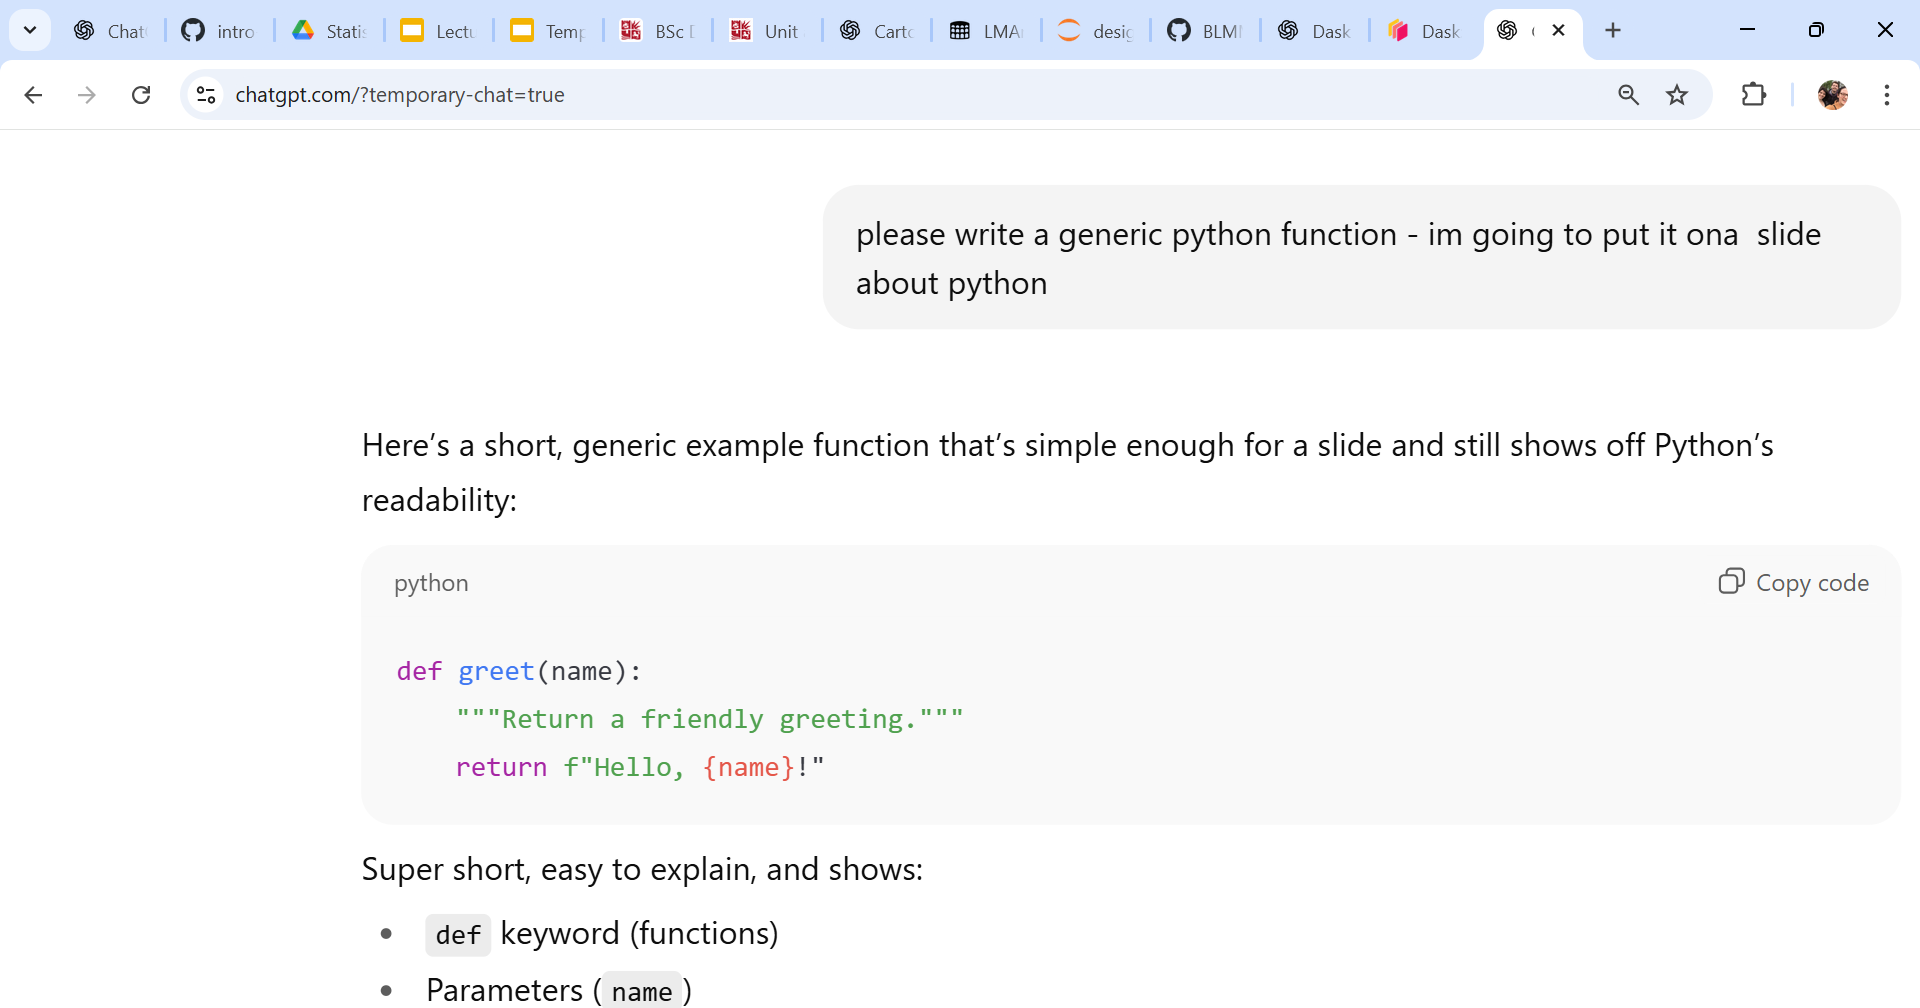 Chat
intro
Statis
Lectu
Temp
BSc
Unit
Carto
LMA
desig
BLM
Dask
Dask
chatgpt.com/?temporary-chat=true
please write a generic python function - im going to put it ona  slide
about python
Here’s a short, generic example function that’s simple enough for a slide and still shows off Python’s
readability:
python
Copy code
def greet(name):
    """Return a friendly greeting."""
    return f"Hello, {name}!"
Super short, easy to explain, and shows:
• def keyword (functions)
• Parameters (name)